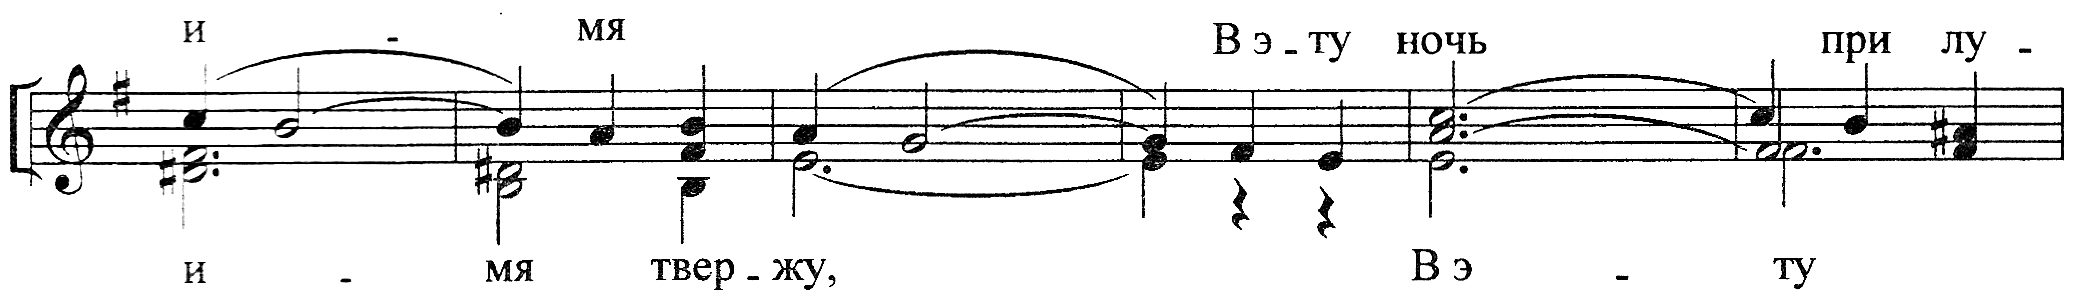 и - мя В э - ту ночь при лу -
и - мя твер - жу, В э - ту